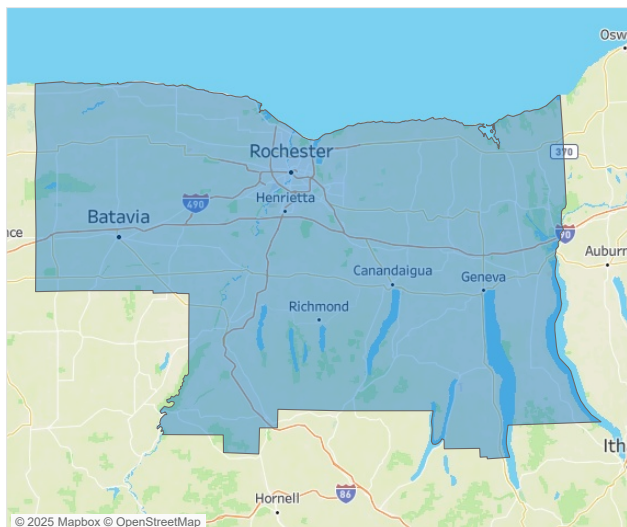 Osw
370
Rochester
490
Henrietta
Batavia
nce
90
Auburn
Canandaigua
Geneva
Richmond
Ith
86
Hornell
© 2025 Mapbox © OpenStreetMap